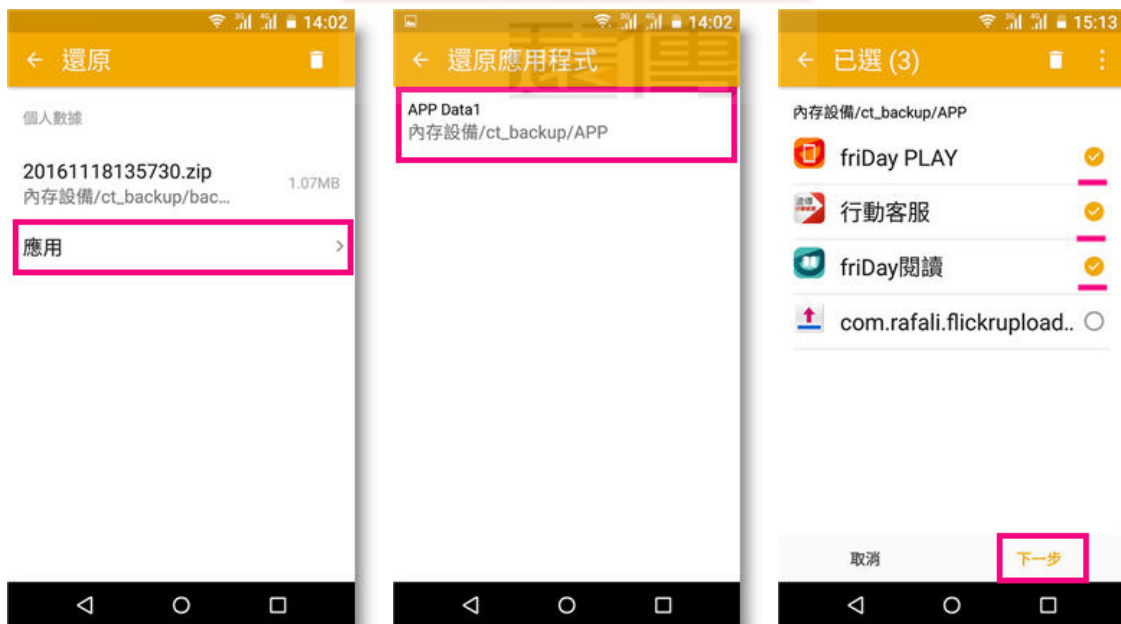 14:02
還原
個人數據
20161118135730.zip
1.07MB
內存設備/ct_backup/bac...
應用
14:02
還原應用程式
遠傳
APP Data1
內存設備/ct_backup/APP
15:13
已選 (3)
內存設備/ct_backup/APP
friDay PLAY
行動客服
friDay閱讀
com.rafali.flickrupload..
取消
下一步